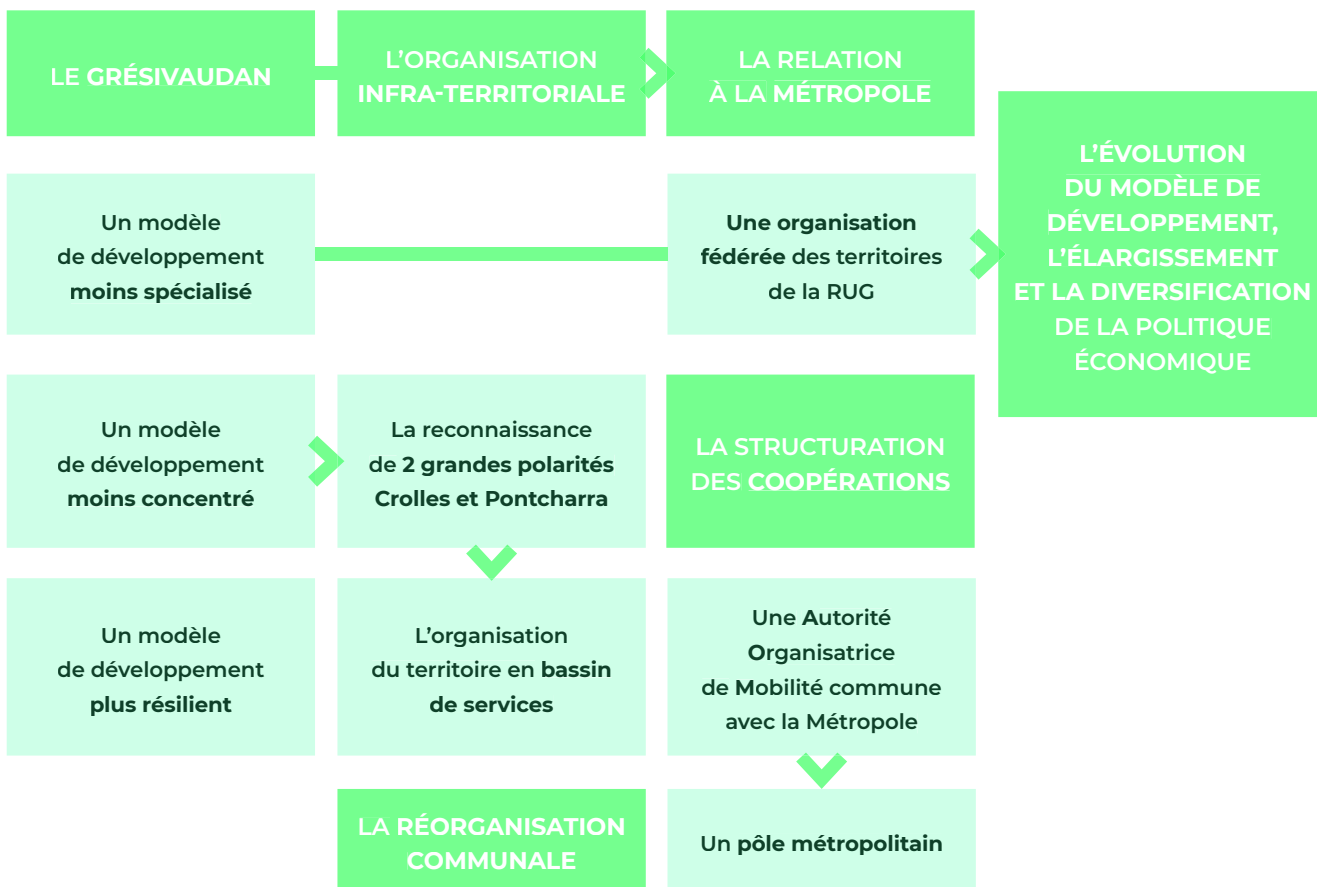 LE GRÉSIVAUDAN
L’ORGANISATION
INFRA-TERRITORIALE
LA RELATION
À LA MÉTROPOLE
L’ÉVOLUTION
DU MODÈLE DE
DÉVELOPPEMENT,
L’ÉLARGISSEMENT
ET LA DIVERSIFICATION
DE LA POLITIQUE
ÉCONOMIQUE
Un modèle
de développement
moins spécialisé
Une organisation
fédérée des territoires
de la RUG
Un modèle
de développement
moins concentré
La reconnaissance
de 2 grandes polarités
Crolles et Pontcharra
LA STRUCTURATION
DES COOPÉRATIONS
Un modèle
de développement
plus résilient
L’organisation
du territoire en bassin
de services
Une Autorité
Organisatrice
de Mobilité commune
avec la Métropole
LA RÉORGANISATION
COMMUNALE
Un pôle métropolitain